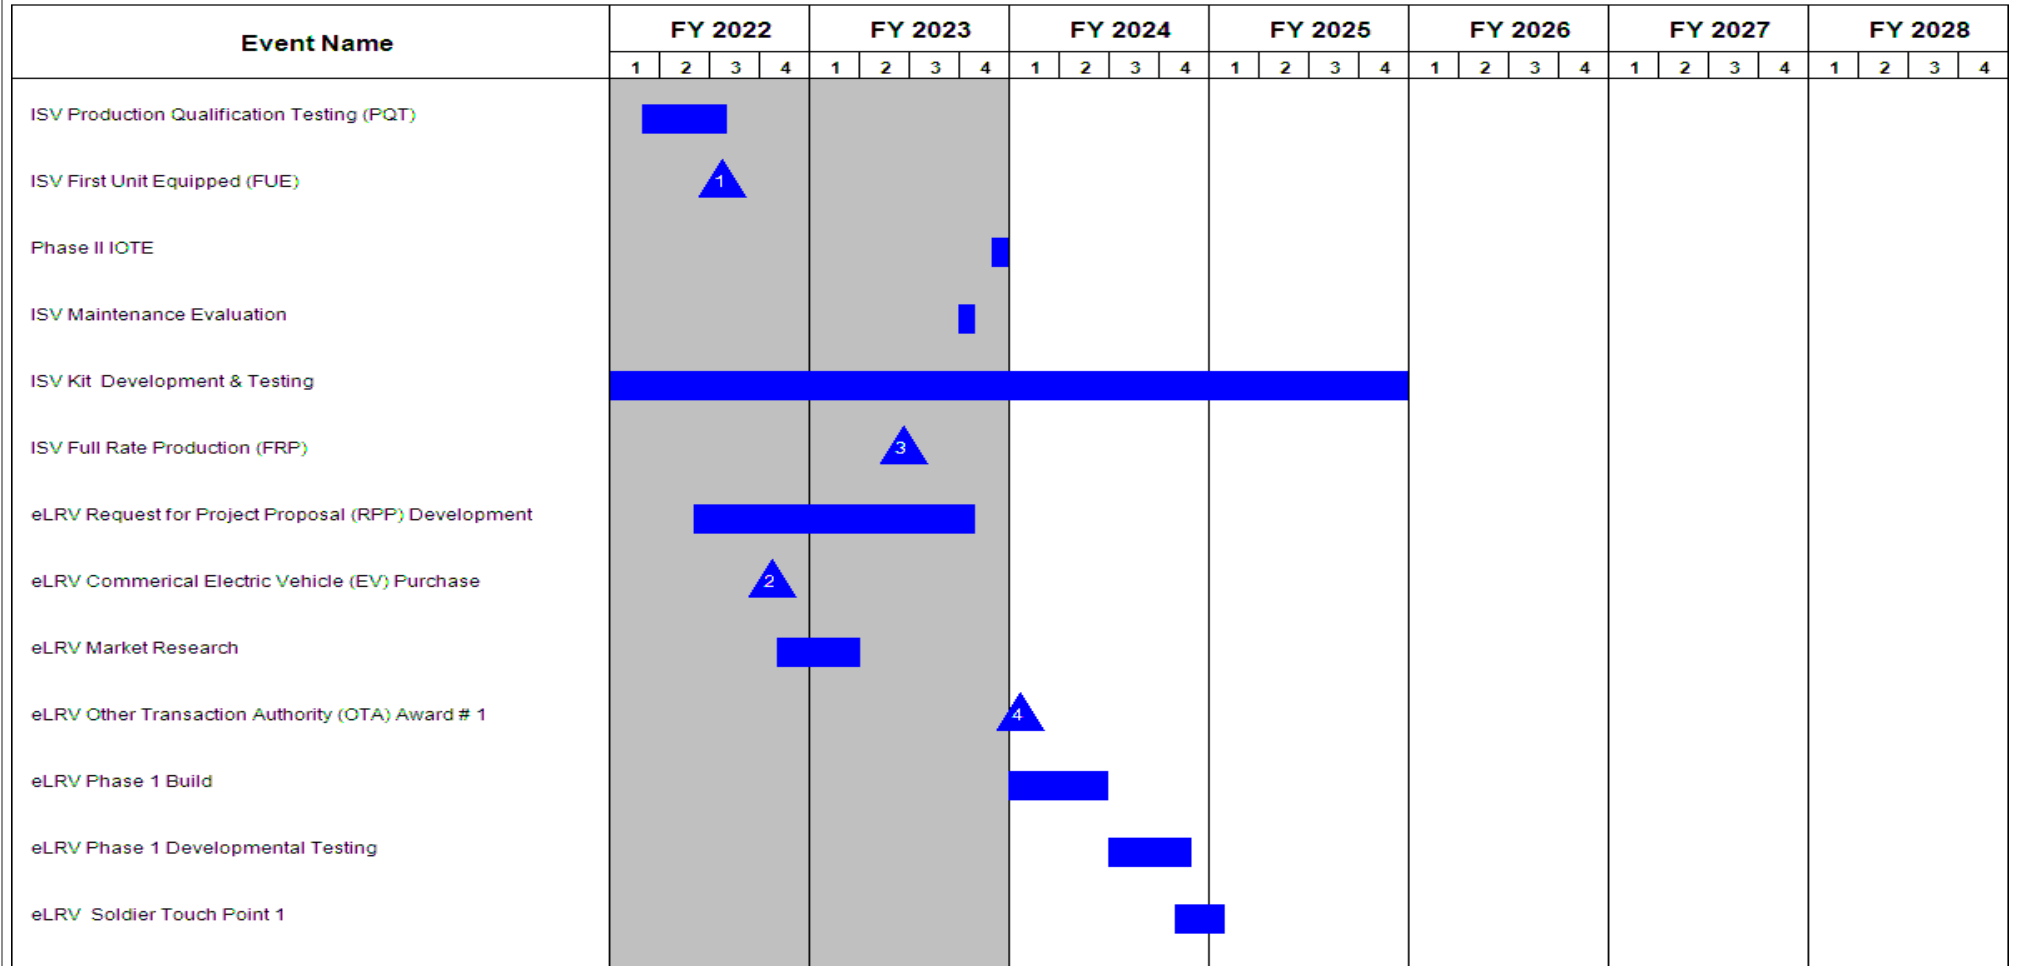 Event Name FY 2022 FY 2023 FY 2024 FY 2025 FY 2026 FY 2027 FY 2028
1 2 3 4 1 2 3 4 1 2 3 4 1 2 3 4 1 2 3 4 1 2 3 4 1 2 3 4
ISV Production Qualification Testing (PQT)
ISV First Unit Equipped (FUE) 1
Phase II IOTE
ISV Maintenance Evaluation
ISV Kit Development & Testing
ISV Full Rate Production (FRP) 3
eLRV Request for Project Proposal (RPP) Development
eLRV Commerical Electric Vehicle (EV) Purchase 2
eLRV Market Research
eLRV Other Transaction Authority (OTA) Award # 1 4
eLRV Phase 1 Build
eLRV Phase 1 Developmental Testing
eLRV Soldier Touch Point 1